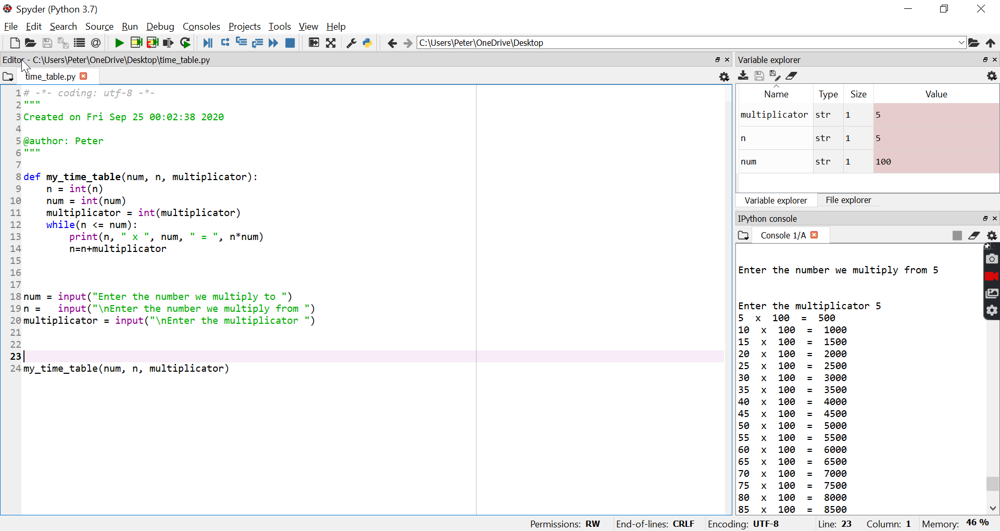 Spyder (Python 3.7)
File Edit Search Source Run Debug Consoles Projects Tools View Help
C:\Users\Peter\OneDrive\Desktop
Editor - C:\Users\Peter\OneDrive\Desktop\time_table.py
time_table.py
1 # -*- coding: utf-8 -*-
2 """
3 Created on Fri Sep 25 00:02:38 2020
4
5 @author: Peter
6 """
7
8 def my_time_table(num, n, multiplicator):
9     n = int(n)
10     num = int(num)
11     multiplicator = int(multiplicator)
12     while(n <= num):
13         print(n, " x ", num, " = ", n*num)
14         n=n+multiplicator
15
16
17
18 num = input("Enter the number we multiply to ")
19 n =   input("\nEnter the number we multiply from ")
20 multiplicator = input("\nEnter the multiplicator ")
21
22
23
24 my_time_table(num, n, multiplicator)
Variable explorer
Name Type Size Value
multiplicator str 1 5
n str 1 5
num str 1 100
Variable explorer File explorer
IPython console
Console 1/A
Enter the number we multiply from 5
Enter the multiplicator 5
5  x  100  =  500
10  x  100  =  1000
15  x  100  =  1500
20  x  100  =  2000
25  x  100  =  2500
30  x  100  =  3000
35  x  100  =  3500
40  x  100  =  4000
45  x  100  =  4500
50  x  100  =  5000
55  x  100  =  5500
60  x  100  =  6000
65  x  100  =  6500
70  x  100  =  7000
75  x  100  =  7500
80  x  100  =  8000
85  x  100  =  8500
Permissions: RW End-of-lines: CRLF Encoding: UTF-8 Line: 23 Column: 1 Memory: 46 %